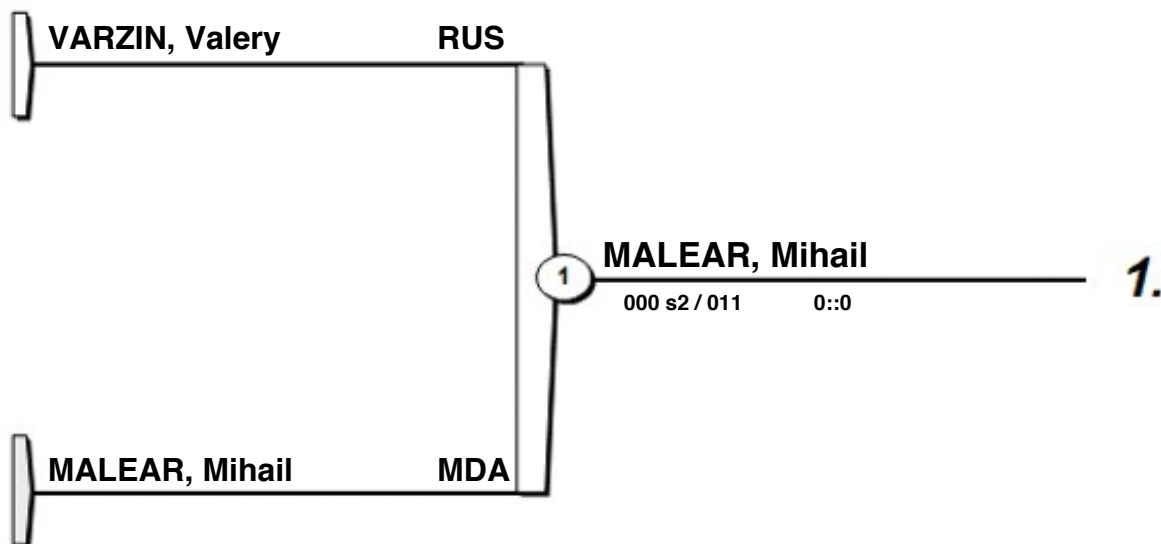 VARZIN, Valery RUS
MALEAR, Mihail
1
1.
000 s2 / 011 0::0
MALEAR, Mihail MDA